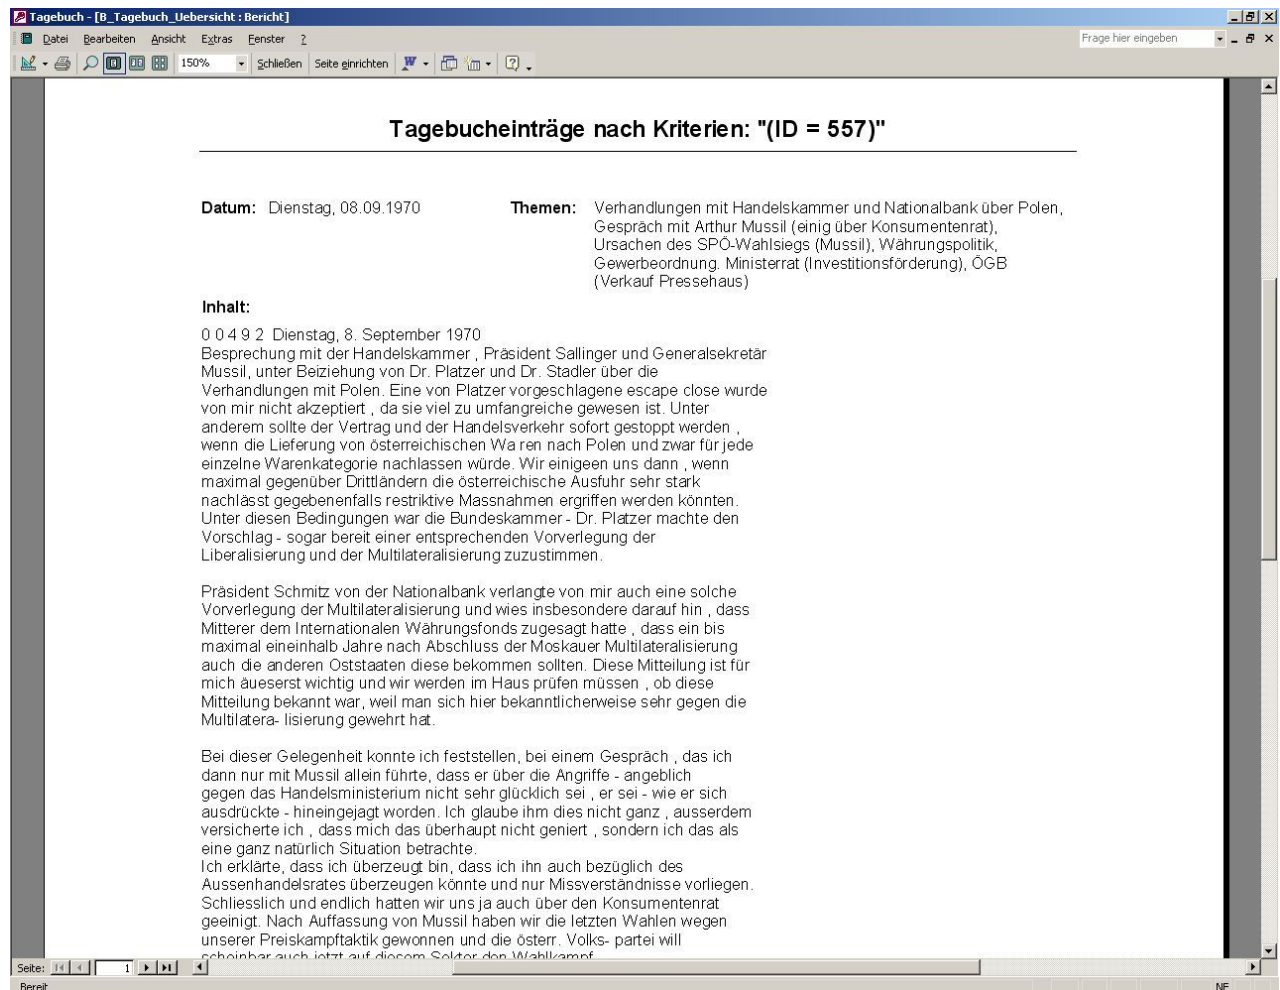 Tagebuch - [B_Tagebuch_Uebersicht : Bericht]
Datei Bearbeiten Ansicht Extras Fenster ? Frage hier eingeben
150% Schließen Seite einrichten
Tagebucheinträge nach Kriterien: "(ID = 557)"
Datum: Dienstag, 08.09.1970 Themen: Verhandlungen mit Handelskammer und Nationalbank über Polen,
Gespräch mit Arthur Mussil (einig über Konsumentenrat),
Ursachen des SPÖ-Wahlsiegs (Mussil), Währungspolitik,
Gewerbeordnung. Ministerrat (Investitionsförderung), ÖGB
(Verkauf Pressehaus)
Inhalt:
0 0 4 9 2 Dienstag, 8. September 1970
Besprechung mit der Handelskammer , Präsident Sallinger und Generalsekretär
Mussil, unter Beiziehung von Dr. Platzer und Dr. Stadler über die
Verhandlungen mit Polen. Eine von Platzer vorgeschlagene escape close wurde
von mir nicht akzeptiert , da sie viel zu umfangreiche gewesen ist. Unter
anderem sollte der Vertrag und der Handelsverkehr sofort gestoppt werden ,
wenn die Lieferung von österreichischen Wa ren nach Polen und zwar für jede
einzelne Warenkategorie nachlassen würde. Wir einigeen uns dann , wenn
maximal gegenüber Drittländern die österreichische Ausfuhr sehr stark
nachlässt gegebenenfalls restriktive Massnahmen ergriffen werden könnten.
Unter diesen Bedingungen war die Bundeskammer - Dr. Platzer machte den
Vorschlag - sogar bereit einer entsprechenden Vorverlegung der
Liberalisierung und der Multilateralisierung zuzustimmen.
Präsident Schmitz von der Nationalbank verlangte von mir auch eine solche
Vorverlegung der Multilateralisierung und wies insbesondere darauf hin , dass
Mitterer dem Internationalen Währungsfonds zugesagt hatte , dass ein bis
maximal eineinhalb Jahre nach Abschluss der Moskauer Multilateralisierung
auch die anderen Oststaaten diese bekommen sollten. Diese Mitteilung ist für
mich äueserst wichtig und wir werden im Haus prüfen müssen , ob diese
Mitteilung bekannt war, weil man sich hier bekanntlicherweise sehr gegen die
Multilatera- lisierung gewehrt hat.
Bei dieser Gelegenheit konnte ich feststellen, bei einem Gespräch , das ich
dann nur mit Mussil allein führte, dass er über die Angriffe - angeblich
gegen das Handelsministerium nicht sehr glücklich sei , er sei - wie er sich
ausdrückte - hineingejagt worden. Ich glaube ihm dies nicht ganz , ausserdem
versicherte ich , dass mich das überhaupt nicht geniert , sondern ich das als
eine ganz natürlich Situation betrachte.
Ich erklärte, dass ich überzeugt bin, dass ich ihn auch bezüglich des
Aussenhandelsrates überzeugen könnte und nur Missverständnisse vorliegen.
Schliesslich und endlich hatten wir uns ja auch über den Konsumentenrat
geeinigt. Nach Auffassung von Mussil haben wir die letzten Wahlen wegen
unserer Preiskampftaktik gewonnen und die österr. Volks- partei will
scheinbar auch jetzt auf diesem Sektor den Wahlkampf
Seite: 1
Bereit NF